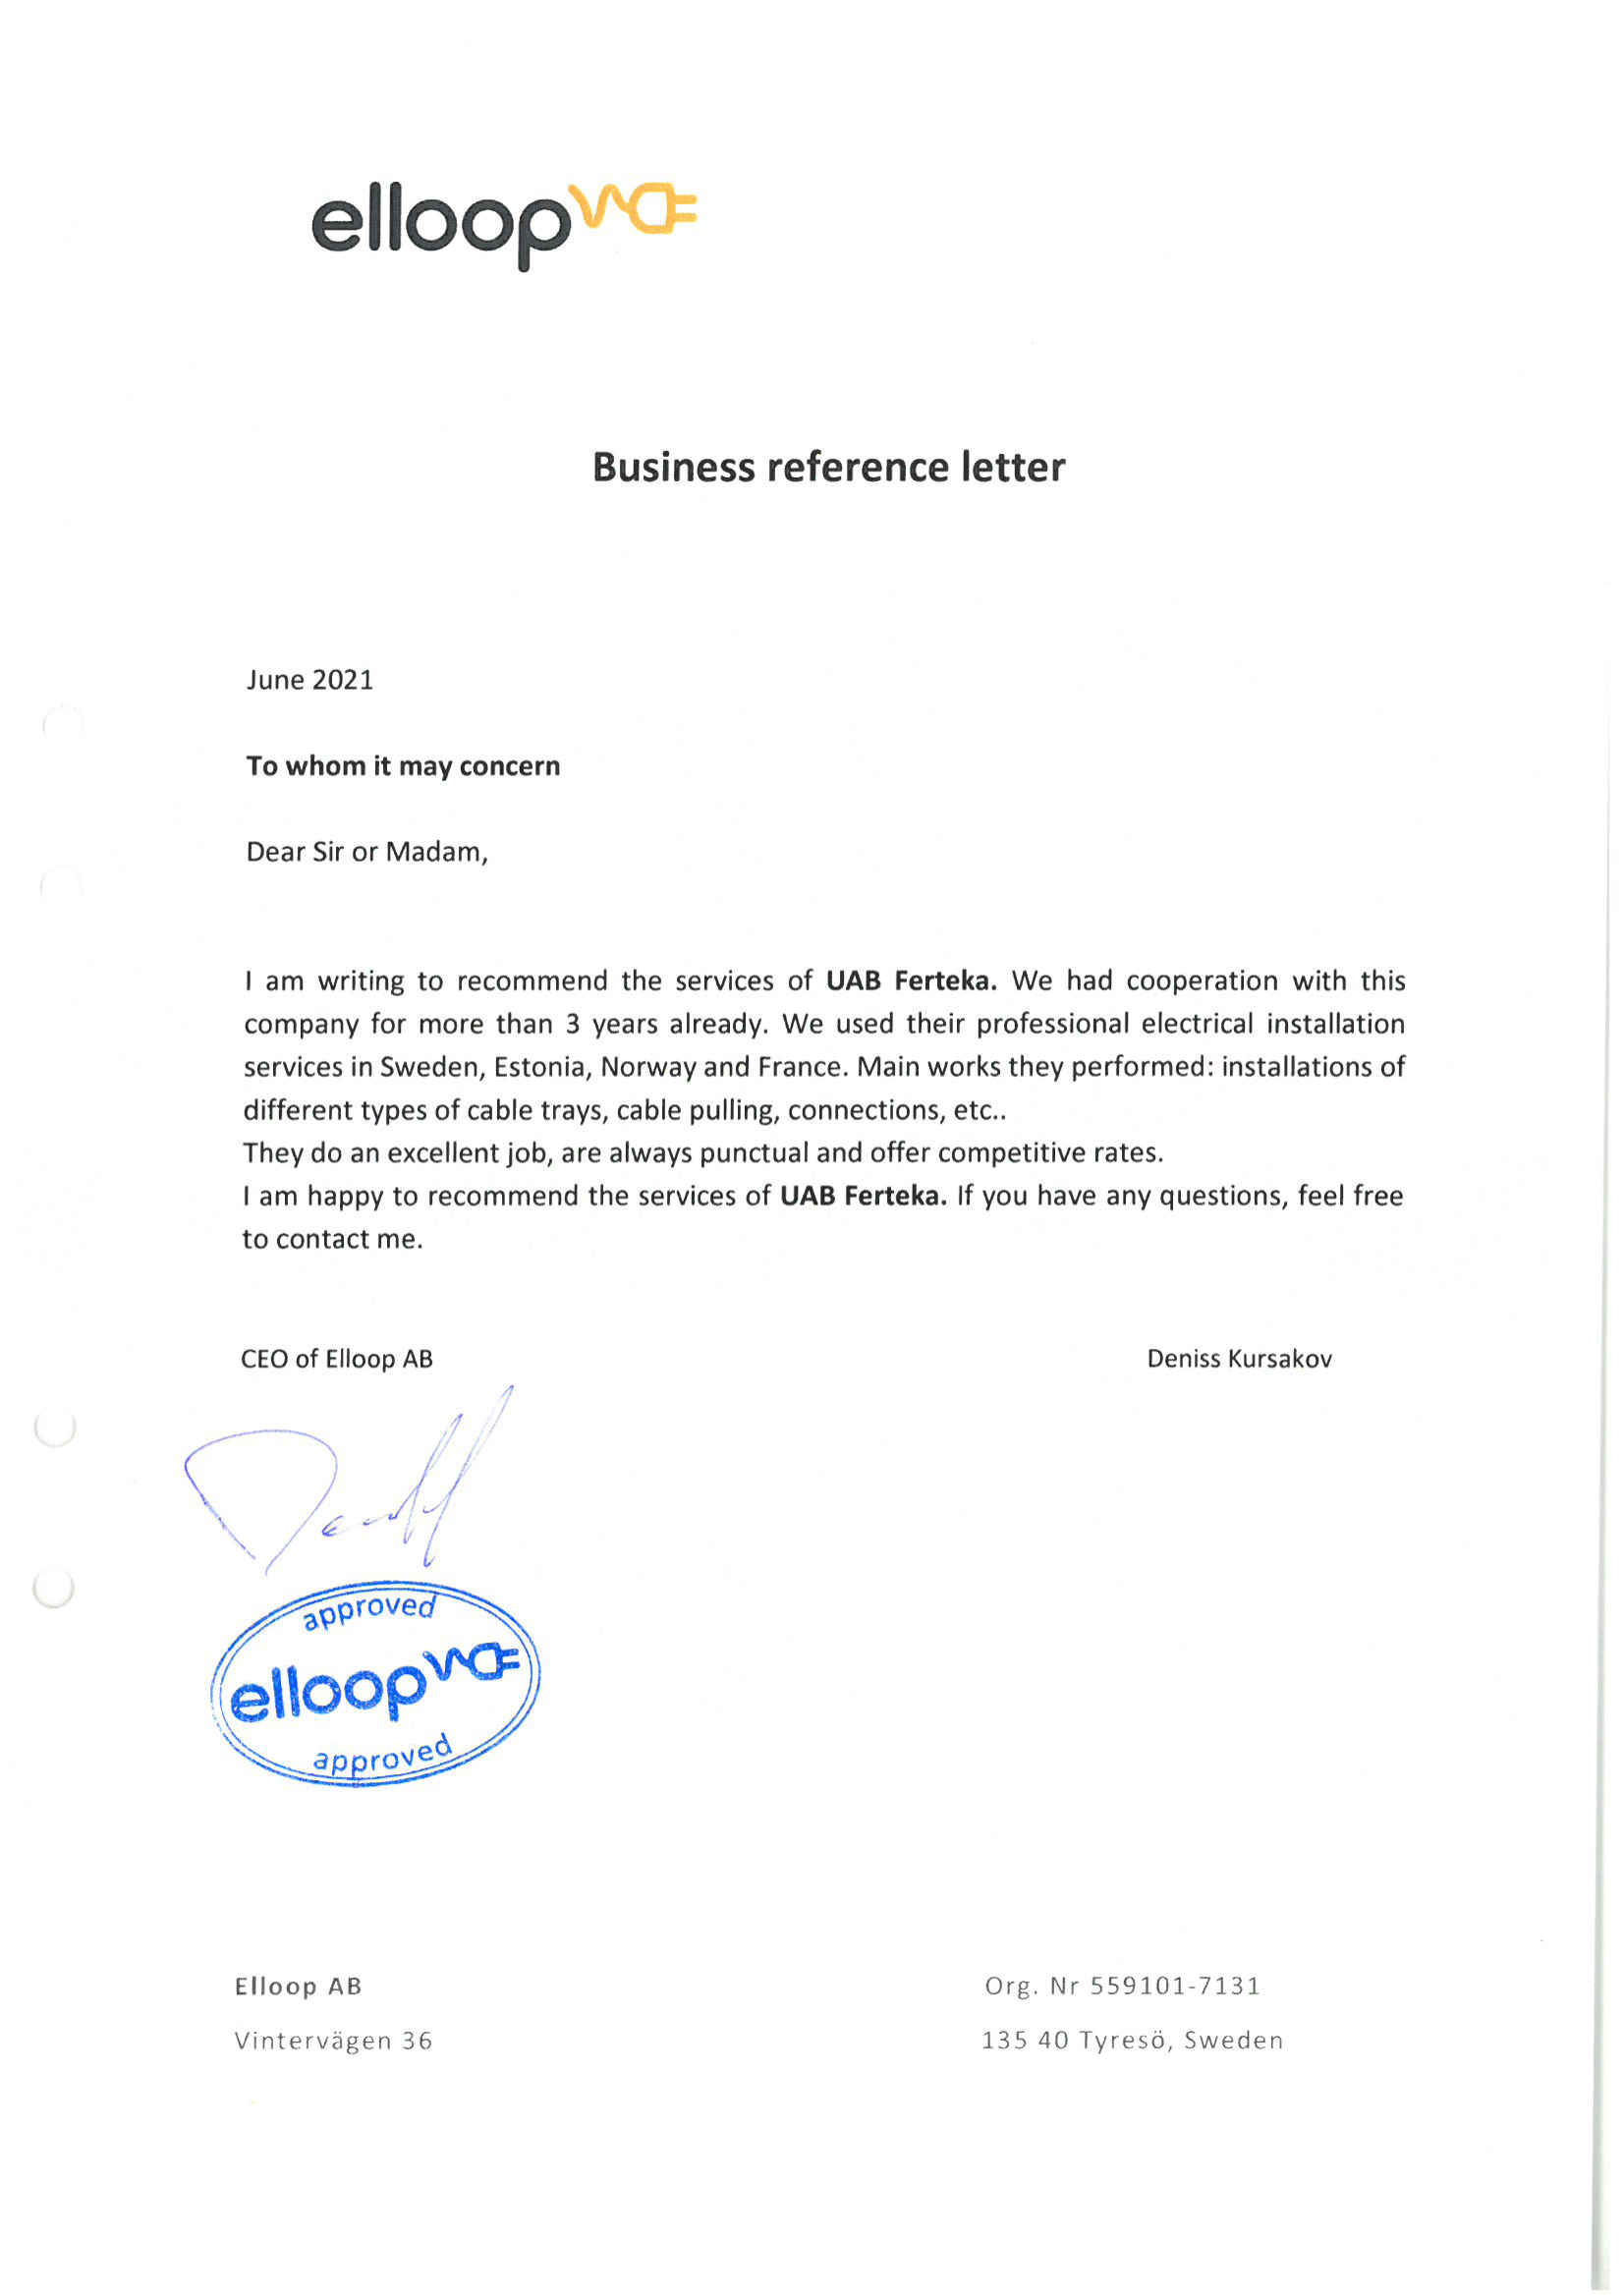 elloop
Business reference letter
June 2021
To whom it may concern
Dear Sir or Madam,
I am writing to recommend the services of UAB Ferteka. We had cooperation with this
company for more than 3 years already. We used their professional electrical installation
services in Sweden, Estonia, Norway and France. Main works they performed: installations of
different types of cable trays, cable pulling, connections, etc..
They do an excellent job, are always punctual and offer competitive rates.
I am happy to recommend the services of UAB Ferteka. If you have any questions, feel free
to contact me.
CEO of Elloop AB Deniss Kursakov
approved
elloop
approved
Elloop AB Org. Nr 559101-7131
Vintervägen 36 135 40 Tyresö, Sweden